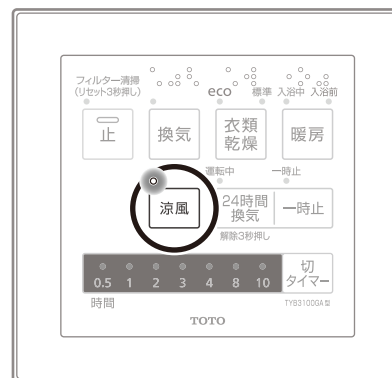 フィルター清掃
(リセット3秒押し)
eco 標準 入浴中 入浴前
止 換気 衣類
乾燥 暖房
運転中 一時止
涼風 24時間
換気 一時止
解除3秒押し
0.5 1 2 3 4 8 10 切
タイマー
時間 TYB3100GA型
TOTO